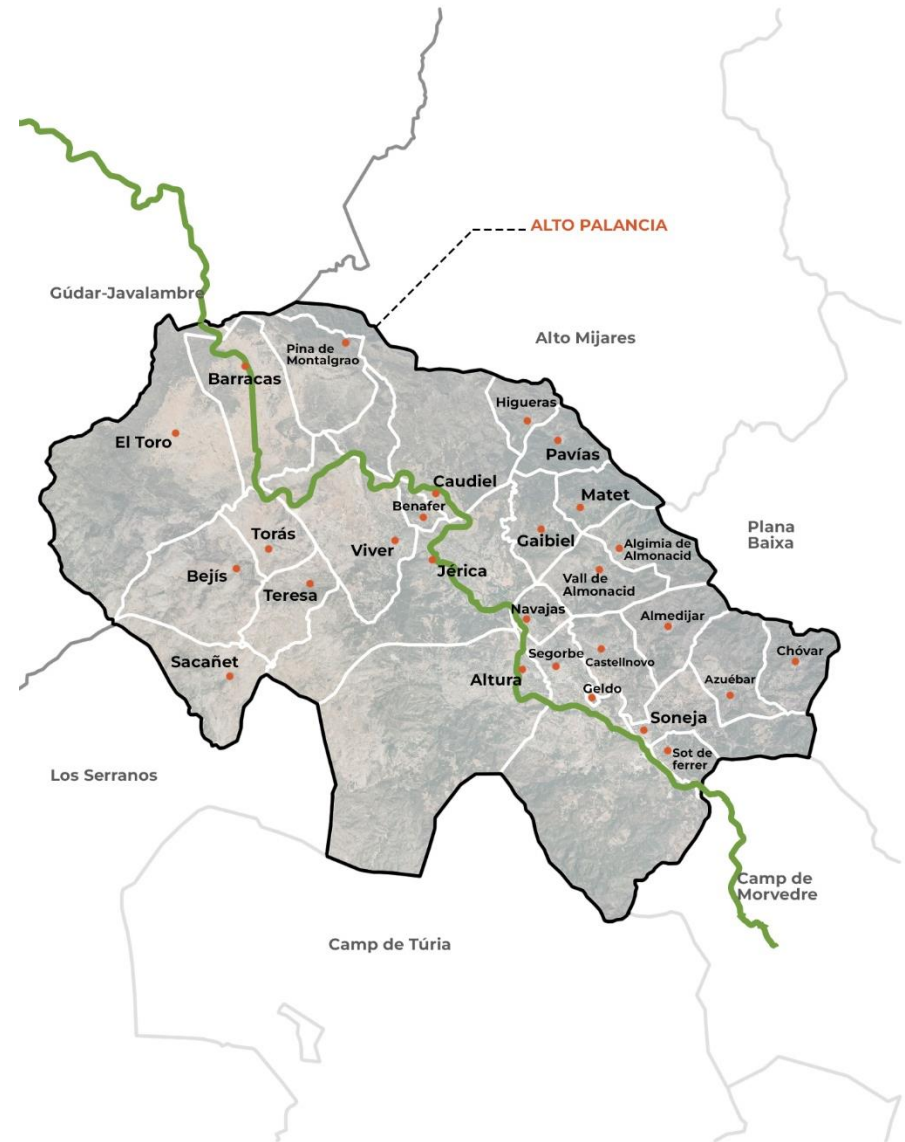 ALTO PALANCIA
Gúdar-Javalambre
Alto Mijares
Pina de
Montalgrao
Barracas
Higueras
El Toro
Pavías
Caudiel
Matet
Benafer
Plana
Baixa
Torás
Viver
Gaibiel
Algimia de
Almonacid
Bejís
Jérica
Vall de
Almonacid
Teresa
Navajas
Almedijar
Sacañet
Segorbe
Castellnovo
Chóvar
Altura
Azuébar
Geldo
Soneja
Sot de
ferrer
Los Serranos
Camp de
Morvedre
Camp de Túria